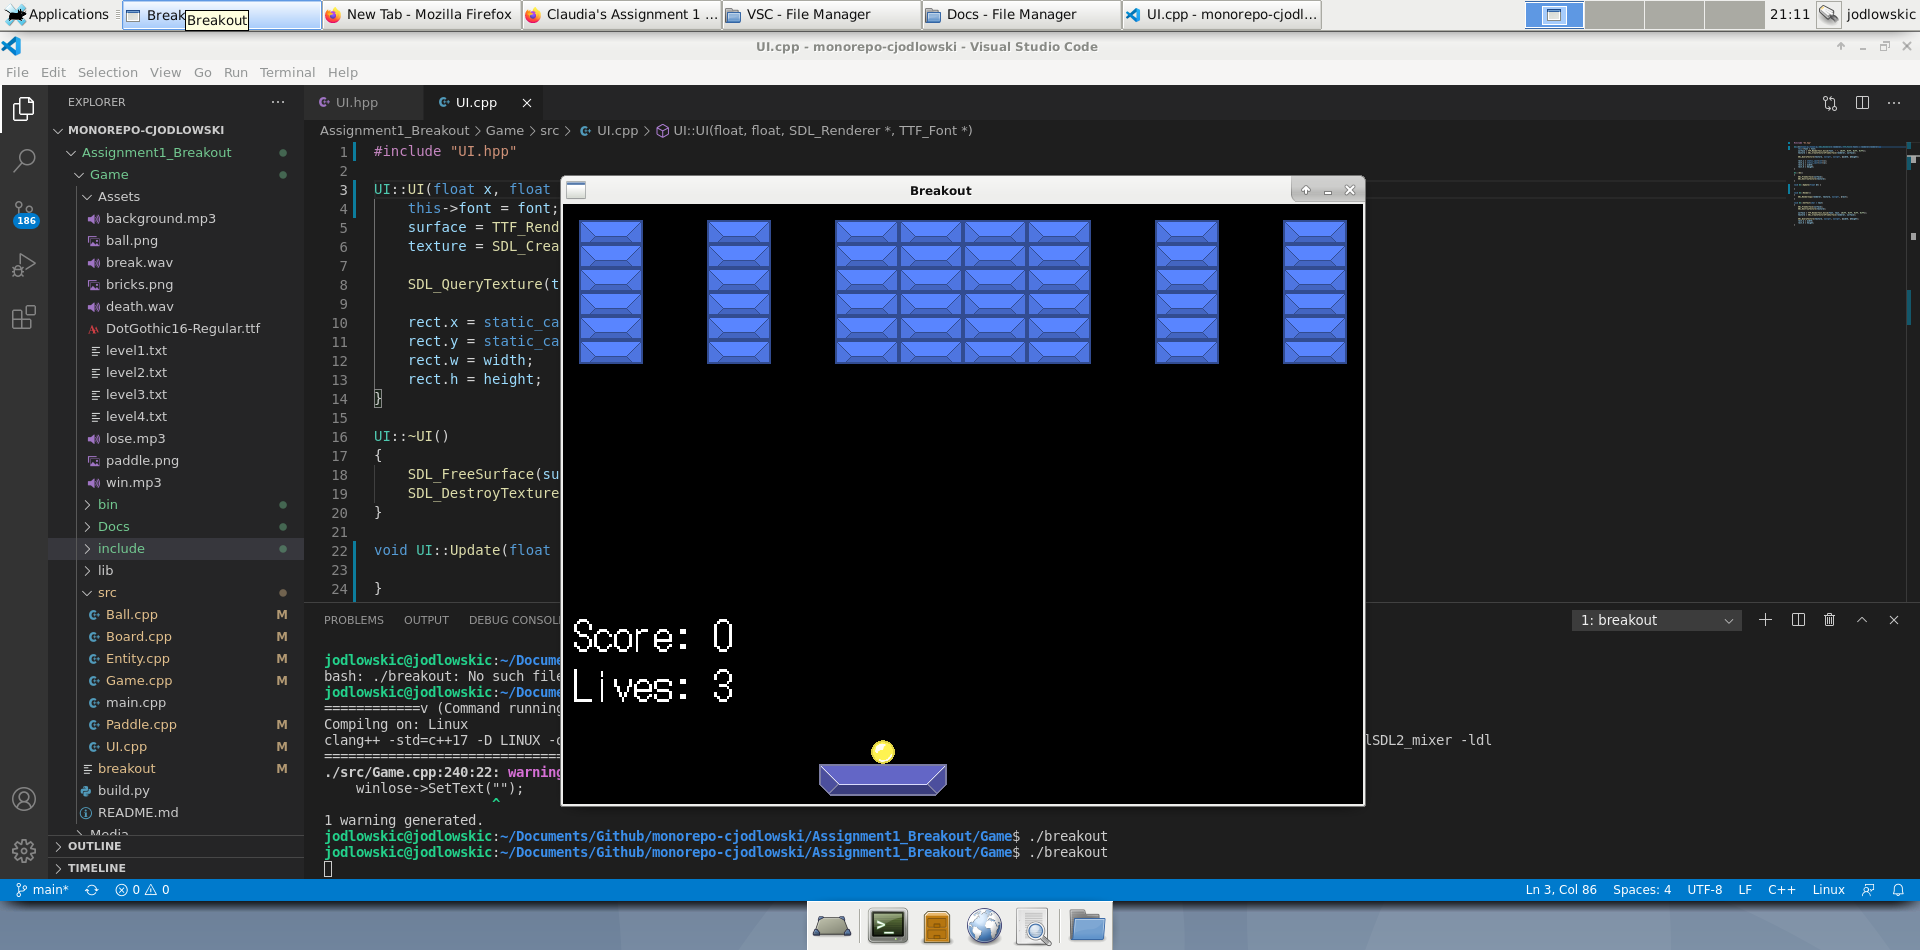 Applications
Break
Breakout
New Tab - Mozilla Firefox
Claudia's Assignment 1 ...
VSC - File Manager
Docs - File Manager
UI.cpp - monorepo-cjodl...
21:11
jodlowskic
UI.cpp - monorepo-cjodlowski - Visual Studio Code
File Edit Selection View Go Run Terminal Help
EXPLORER
MONOREPO-CJODLOWSKI
Assignment1_Breakout
Game
Assets
background.mp3
ball.png
break.wav
bricks.png
death.wav
DotGothic16-Regular.ttf
level1.txt
level2.txt
level3.txt
level4.txt
lose.mp3
paddle.png
win.mp3
bin
Docs
include
lib
src
Ball.cpp M
Board.cpp M
Entity.cpp M
Game.cpp M
main.cpp
Paddle.cpp M
UI.cpp M
breakout M
build.py
README.md
Media
OUTLINE
TIMELINE
186
UI.hpp
UI.cpp
Assignment1_Breakout > Game > src > UI.cpp > UI::UI(float, float, SDL_Renderer *, TTF_Font *)
1 #include "UI.hpp"
2
3 UI::UI(float x, float
4 this->font = font;
5 surface = TTF_Rend
6 texture = SDL_Crea
7
8 SDL_QueryTexture(t
9
10 rect.x = static_ca
11 rect.y = static_ca
12 rect.w = width;
13 rect.h = height;
14 }
15
16 UI::~UI()
17 {
18 SDL_FreeSurface(su
19 SDL_DestroyTexture
20 }
21
22 void UI::Update(float
23
24 }
Breakout
Score: 0
Lives: 3
PROBLEMS OUTPUT DEBUG CONSOL
1: breakout
jodlowskic@jodlowskic:~/Docume
bash: ./breakout: No such file
jodlowskic@jodlowskic:~/Docume
============v (Command running
Compilng on: Linux
clang++ -std=c++17 -D LINUX -o lSDL2_mixer -ldl
============================
./src/Game.cpp:240:22: warning
winlose->SetText("");
^
1 warning generated.
jodlowskic@jodlowskic:~/Documents/Github/monorepo-cjodlowski/Assignment1_Breakout/Game$ ./breakout
jodlowskic@jodlowskic:~/Documents/Github/monorepo-cjodlowski/Assignment1_Breakout/Game$ ./breakout
main* 0 0
Ln 3, Col 86 Spaces: 4 UTF-8 LF C++ Linux